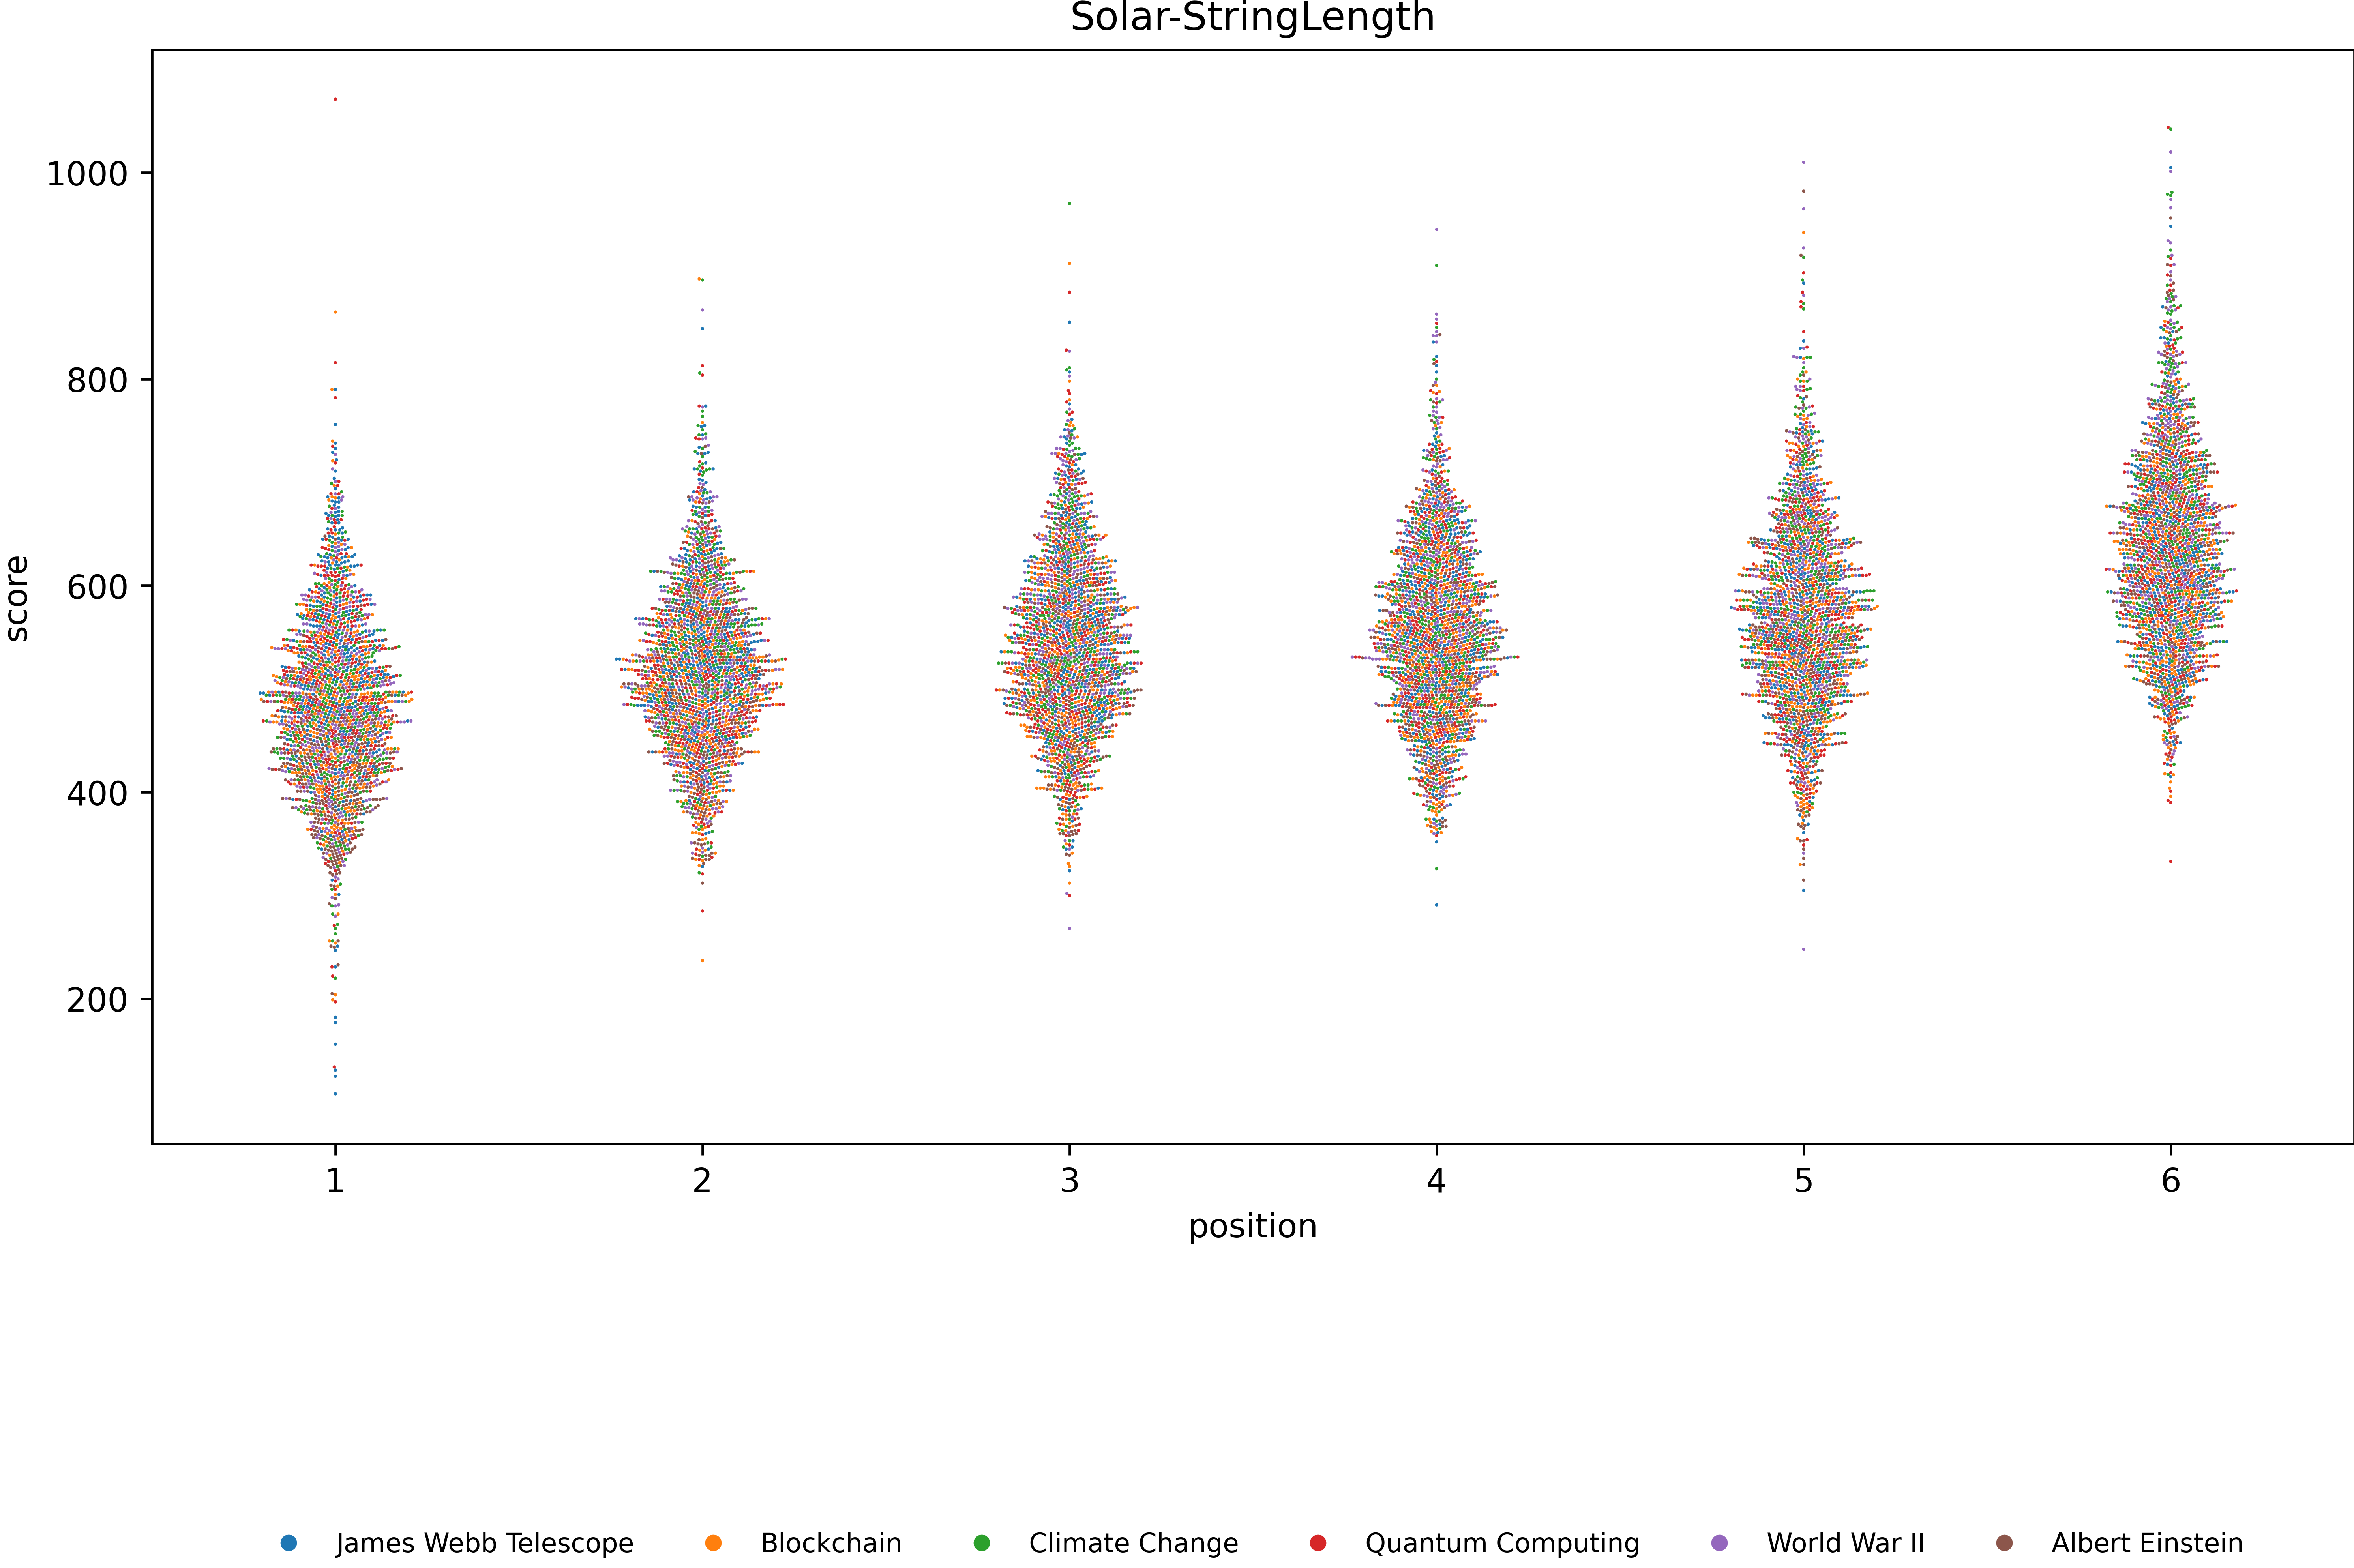 Solar-StringLength
1000
800
600
400
200
score
1 2 3 4 5 6
position
James Webb Telescope Blockchain Climate Change Quantum Computing World War II Albert Einstein